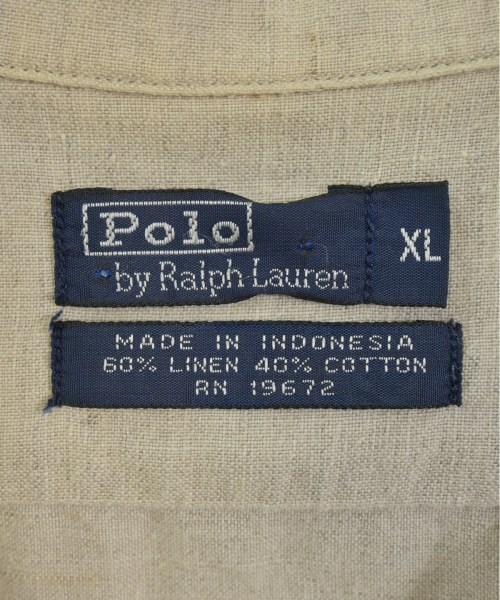 Polo
by Ralph Lauren
XL
MADE IN INDONESIA
60% LINEN 40% COTTON
RN 19672